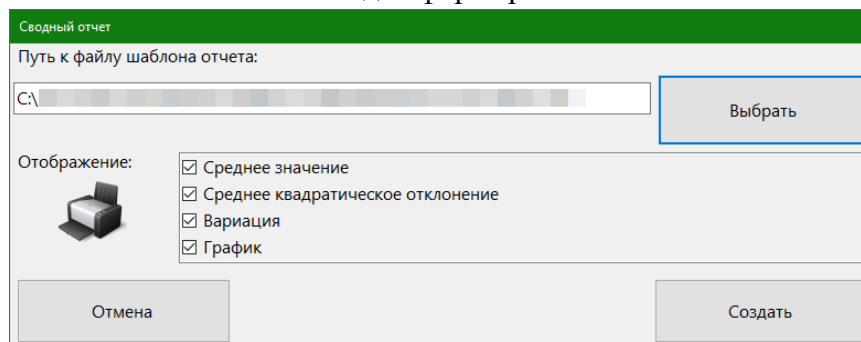 Сводный отчет
Путь к файлу шаблона отчета:
C:\
Выбрать
Отображение:
Среднее значение
Среднее квадратическое отклонение
Вариация
График
Отмена
Создать